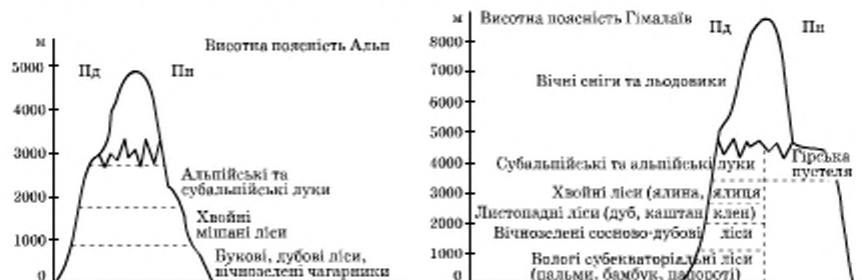 Висотна поясність Альп
м
Пд
Пн
5000
4000
3000
2000
1000
0
Альпійські та
субальпійські луки
Хвойні
мішані ліси
Букові, дубові ліси,
вічнозелені чагарники
Висотна поясність Гімалаїв
м
Пд
Пн
8000
7000
6000
5000
4000
3000
2000
1000
0
Вічні сніги та льодовики
Субальпійські та альпійські луки
Гірська
пустеля
Хвойні ліси (ялина, ялиця
Листопадні ліси (дуб, каштан, клен)
Вічнозелені сосново-дубові ліси
Вологі субекваторіальні ліси
(пальми, бамбук, папороті)